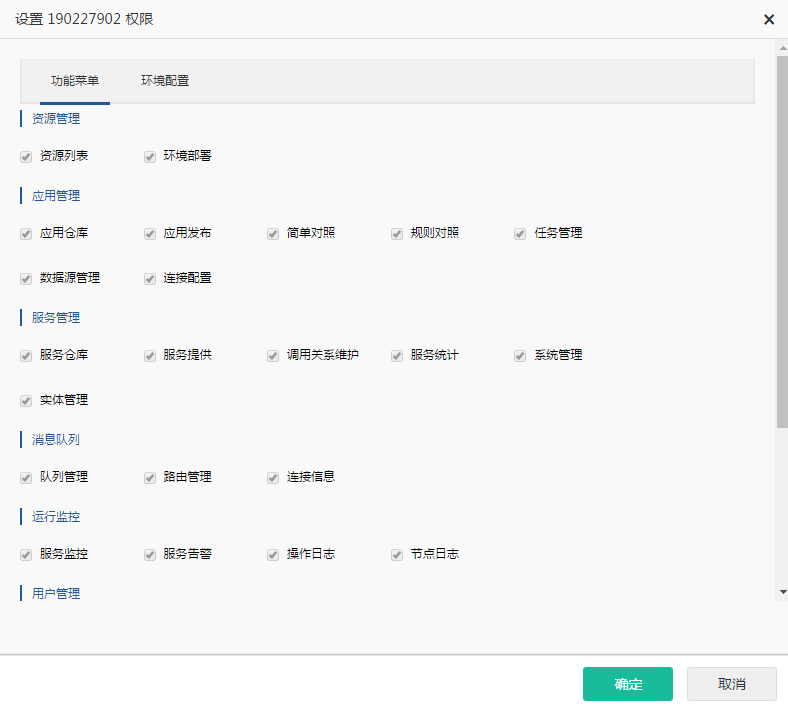 设置 190227902 权限
功能菜单 环境配置
资源管理
资源列表 环境部署
应用管理
应用仓库 应用发布 简单对照 规则对照 任务管理
数据源管理 连接配置
服务管理
服务仓库 服务提供 调用关系维护 服务统计 系统管理
实体管理
消息队列
队列管理 路由管理 连接信息
运行监控
服务监控 服务告警 操作日志 节点日志
用户管理
确定 取消